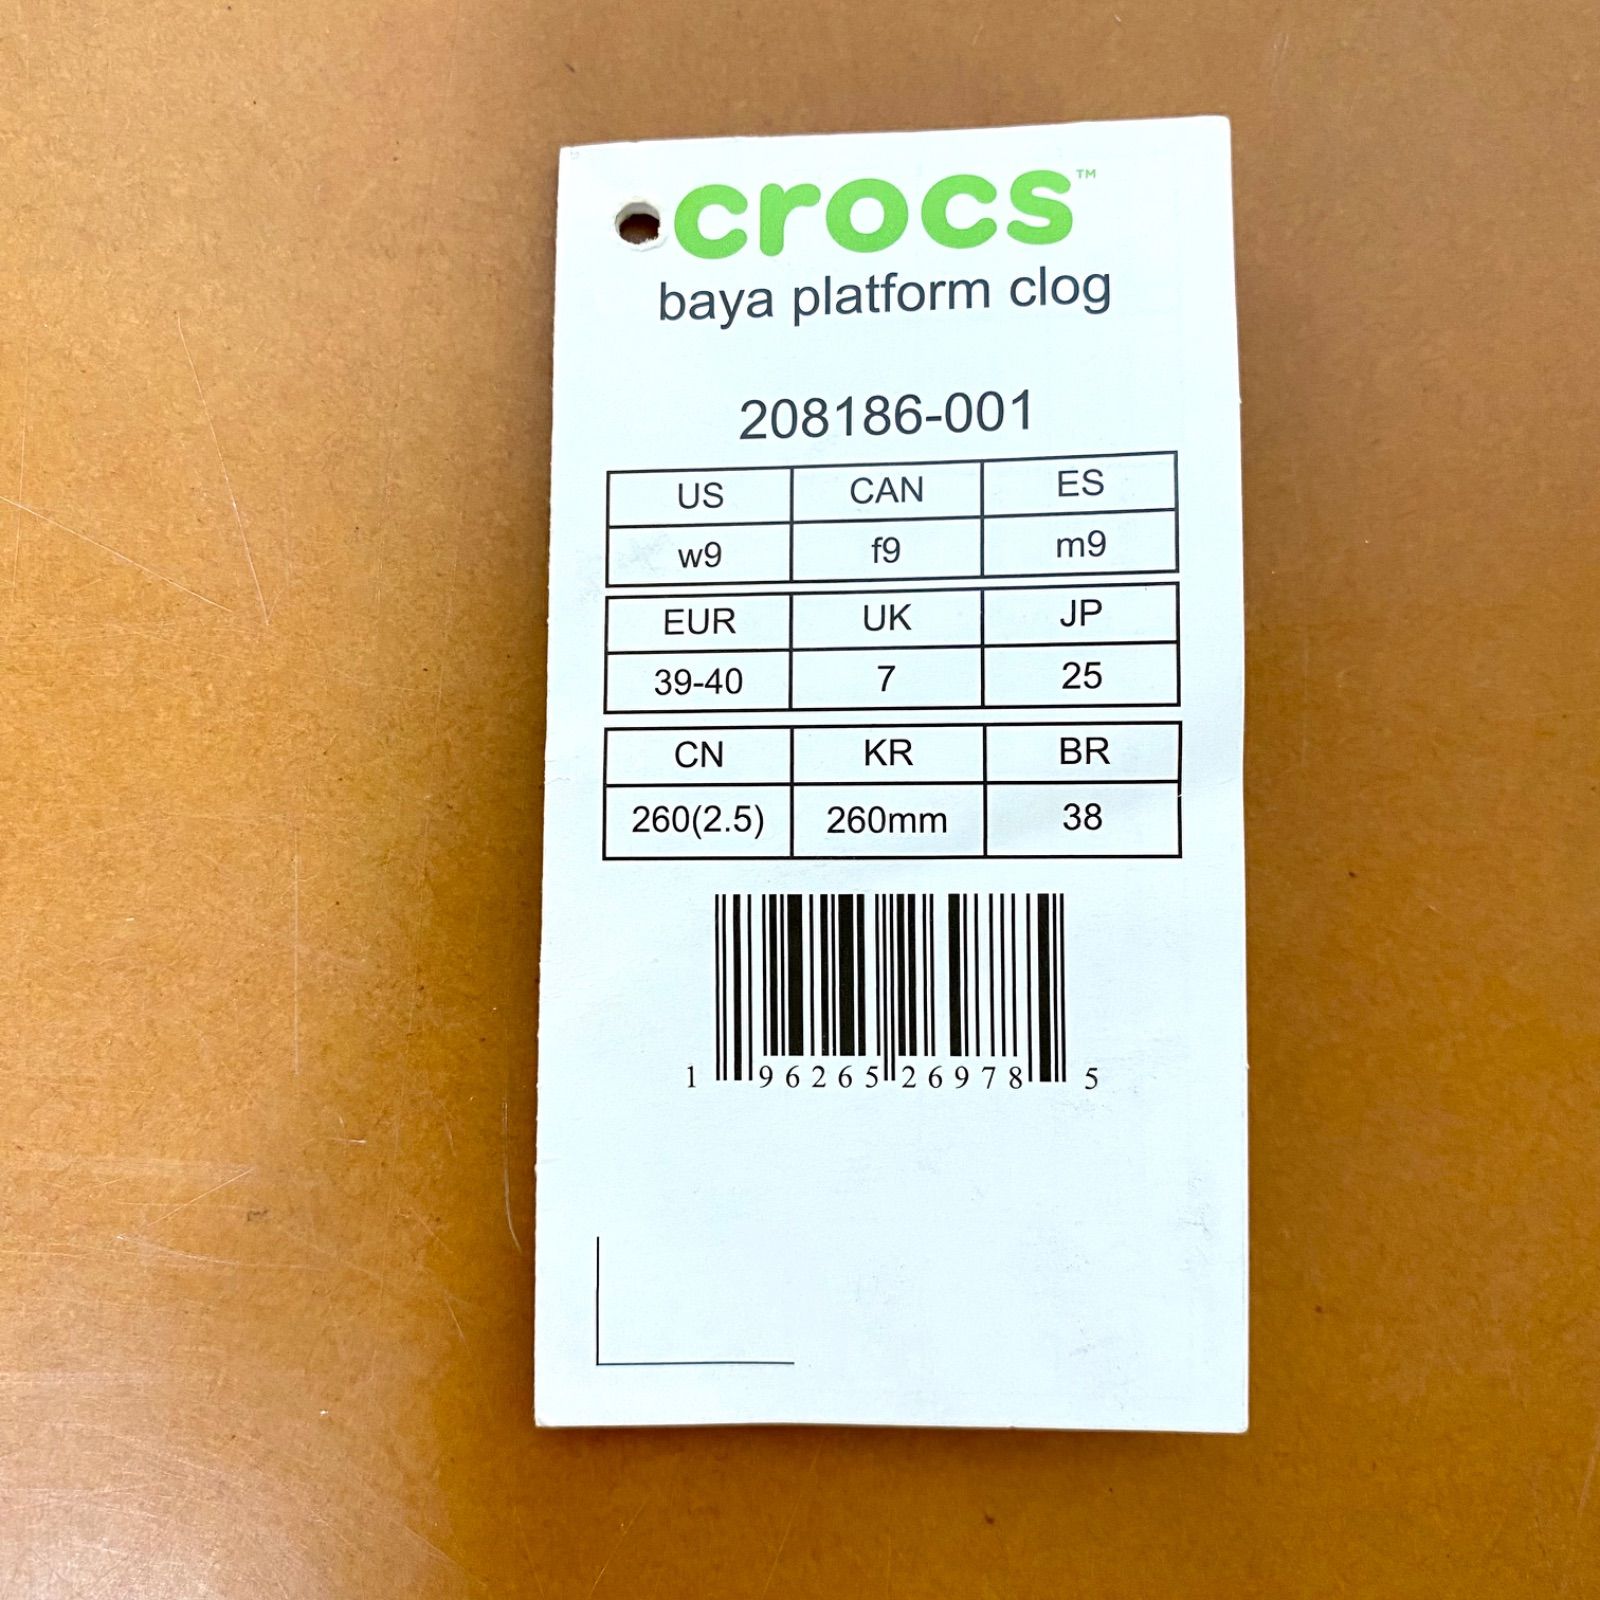 crocs™
baya platform clog
208186-001
US CAN ES
w9 f9 m9
EUR UK JP
39-40 7 25
CN KR BR
260(2.5) 260mm 38
1 96265 26978 5